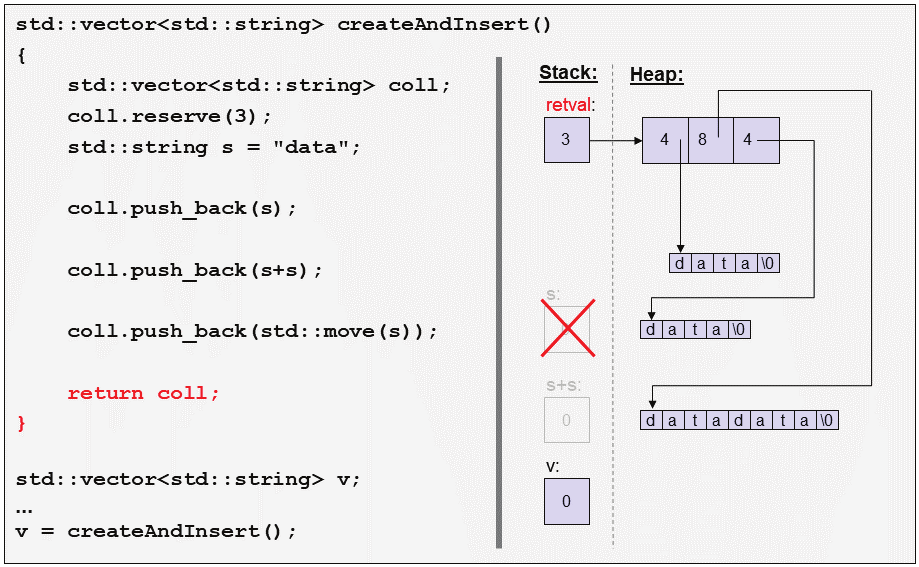 std::vector<std::string> createAndInsert()
{
std::vector<std::string> coll;
coll.reserve(3);
std::string s = "data";
coll.push_back(s);
coll.push_back(s+s);
coll.push_back(std::move(s));
return coll;
}
std::vector<std::string> v;
...
v = createAndInsert();
Stack: Heap:
retval:
3 4 8 4
d a t a \0
s:
d a t a \0
s+s:
0 d a t a d a t a \0
v:
0